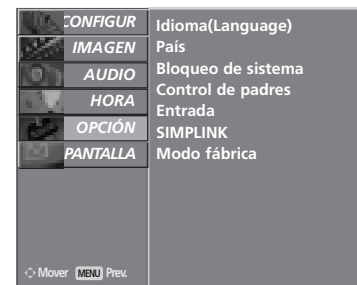 CONFIGUR
IMAGEN
AUDIO
HORA
OPCIÓN
PANTALLA
Idioma(Language)
País
Bloqueo de sistema
Control de padres
Entrada
SIMPLINK
Modo fábrica
Mover MENU Prev.